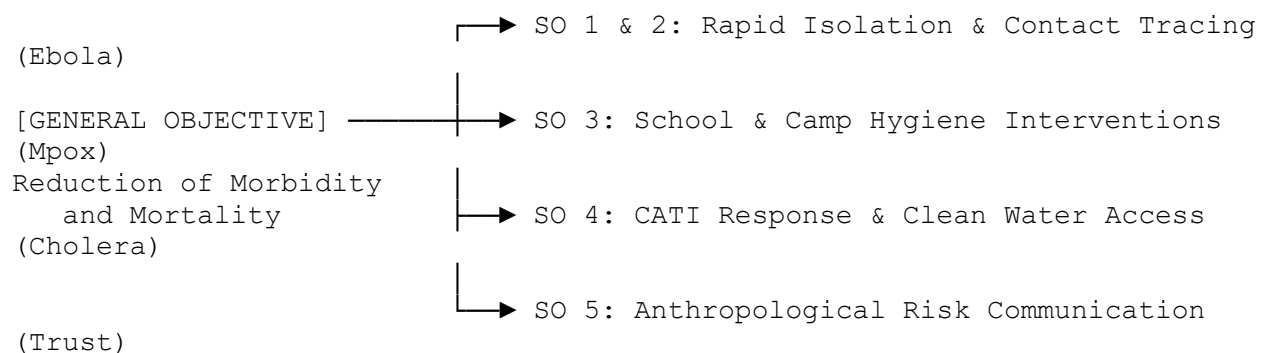 SO 1 & 2: Rapid Isolation & Contact Tracing
(Ebola)
[GENERAL OBJECTIVE] SO 3: School & Camp Hygiene Interventions
(Mpox)
Reduction of Morbidity
and Mortality SO 4: CATI Response & Clean Water Access
(Cholera)
SO 5: Anthropological Risk Communication
(Trust)